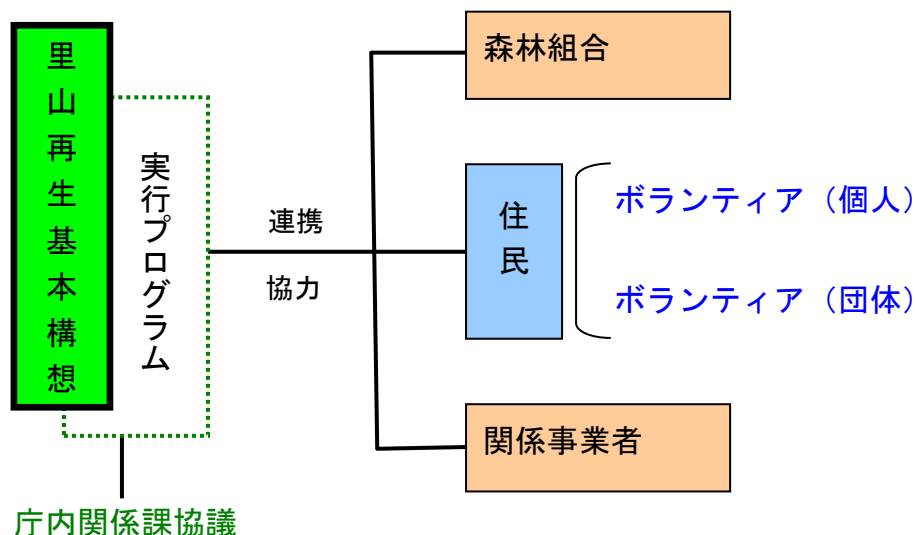 里山再生基本構想
実行プログラム
連携
協力
森林組合
住民
ボランティア（個人）
ボランティア（団体）
関係事業者
庁内関係課協議